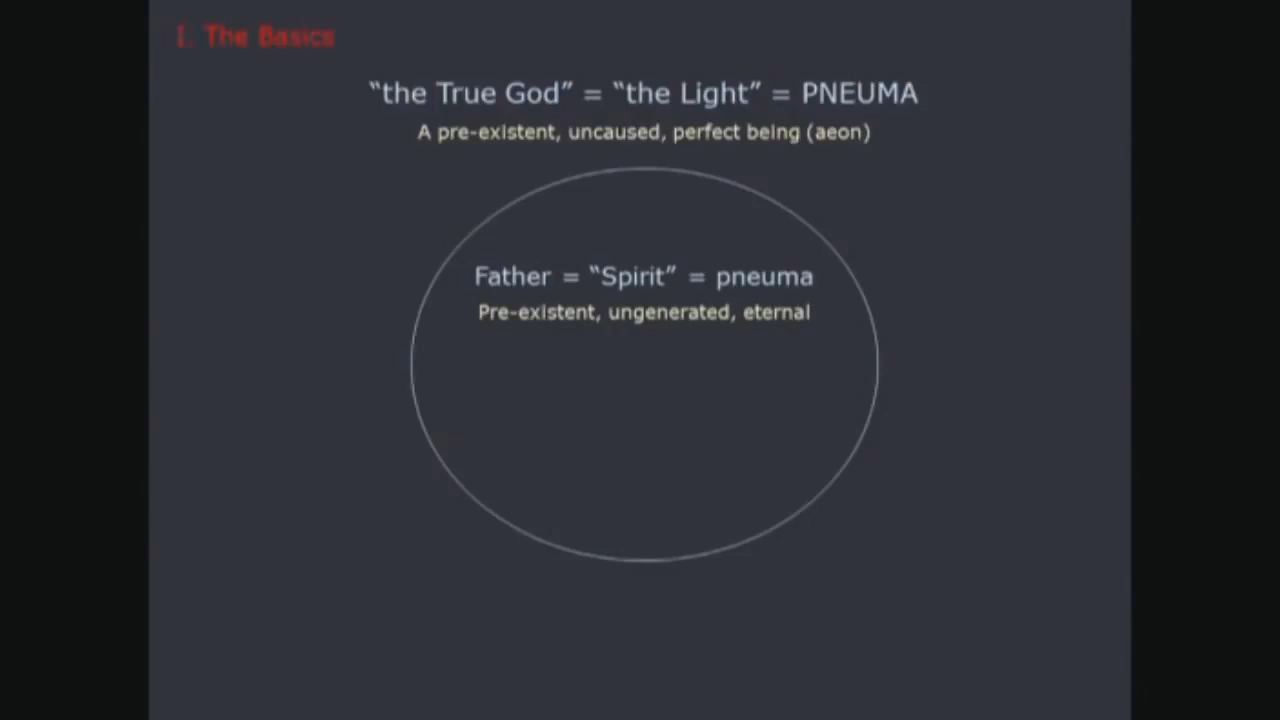 I. The Basics
“the True God” = “the Light” = PNEUMA
A pre-existent, uncaused, perfect being (aeon)
Father = “Spirit” = pneuma
Pre-existent, ungenerated, eternal